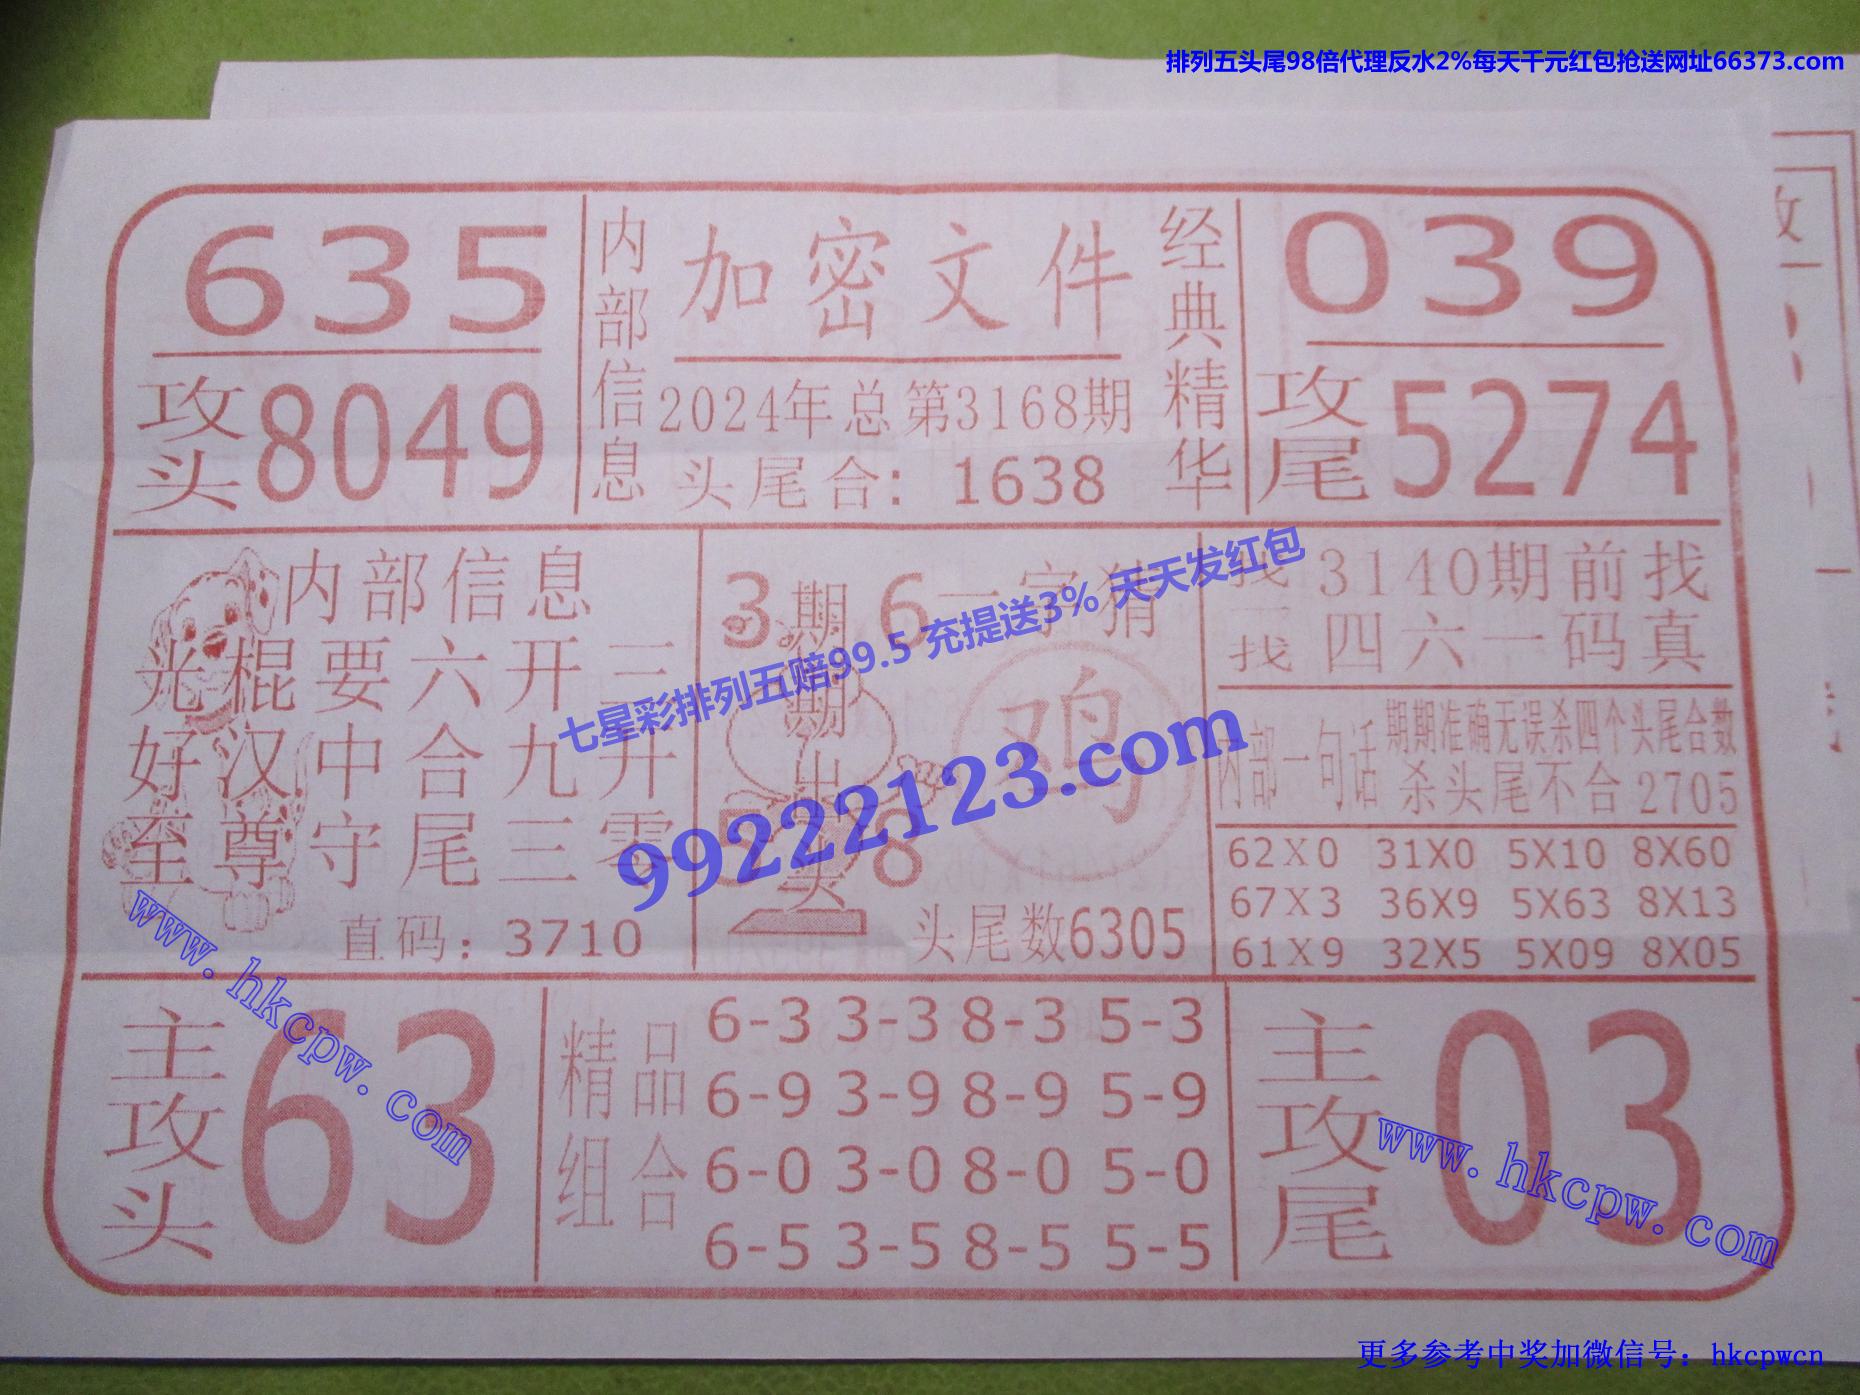 排列五头尾98倍代理反水2%每天千元红包抢送网址66373.com
635
攻头 8049
内部信息
加密文件
2024年总第3168期
头尾合：1638
经典精华
039
攻尾 5274
内部信息
光棍要六开三
好汉中合九开
至尊守尾三零
直码：3710
3 6
期期出
5 8
一字猜
鸡
头尾数6305
找一找
3140期前找
四六一码真
内部一句话
期期准确无误杀四个头尾合数
杀头尾不合2705
62X0 31X0 5X10 8X60
67X3 36X9 5X63 8X13
61X9 32X5 5X09 8X05
七星彩排列五赔99.5 充提送3% 天天发红包
99222123.com
主攻头 63
精品组合
6-3 3-3 8-3 5-3
6-9 3-9 8-9 5-9
6-0 3-0 8-0 5-0
6-5 3-5 8-5 5-5
主攻尾 03
www.hkcpw.com
www.hkcpw.com
更多参考中奖加微信号：hkcpwcn